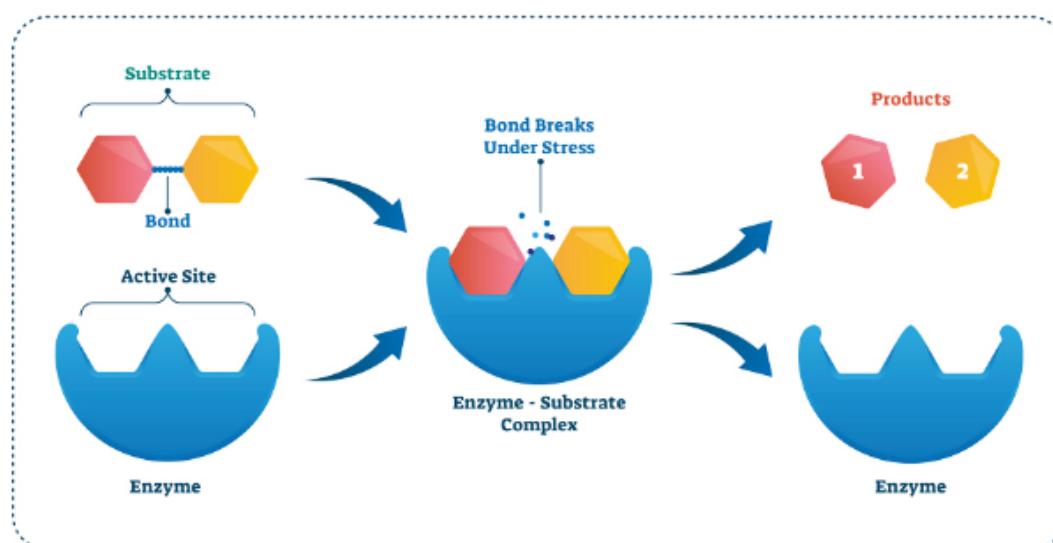 Substrate
Bond
Active Site
Enzyme
Bond Breaks
Under Stress
Enzyme - Substrate
Complex
Products
1
2
Enzyme